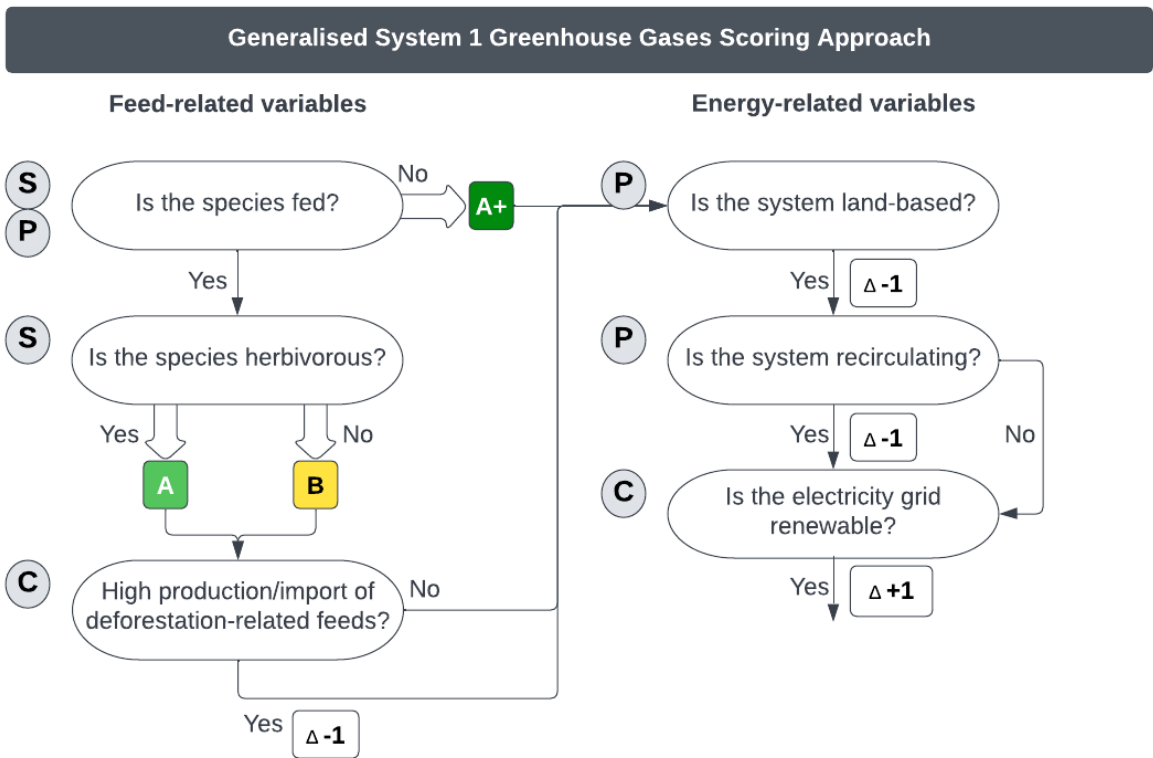 Generalised System 1 Greenhouse Gases Scoring Approach
Feed-related variables
S
P
Is the species fed?
No
A+
Yes
S
Is the species herbivorous?
Yes
No
A
B
C
High production/import of
deforestation-related feeds?
No
Yes
Δ -1
Energy-related variables
P
Is the system land-based?
Yes
Δ -1
P
Is the system recirculating?
Yes
Δ -1
No
C
Is the electricity grid
renewable?
Yes
Δ +1